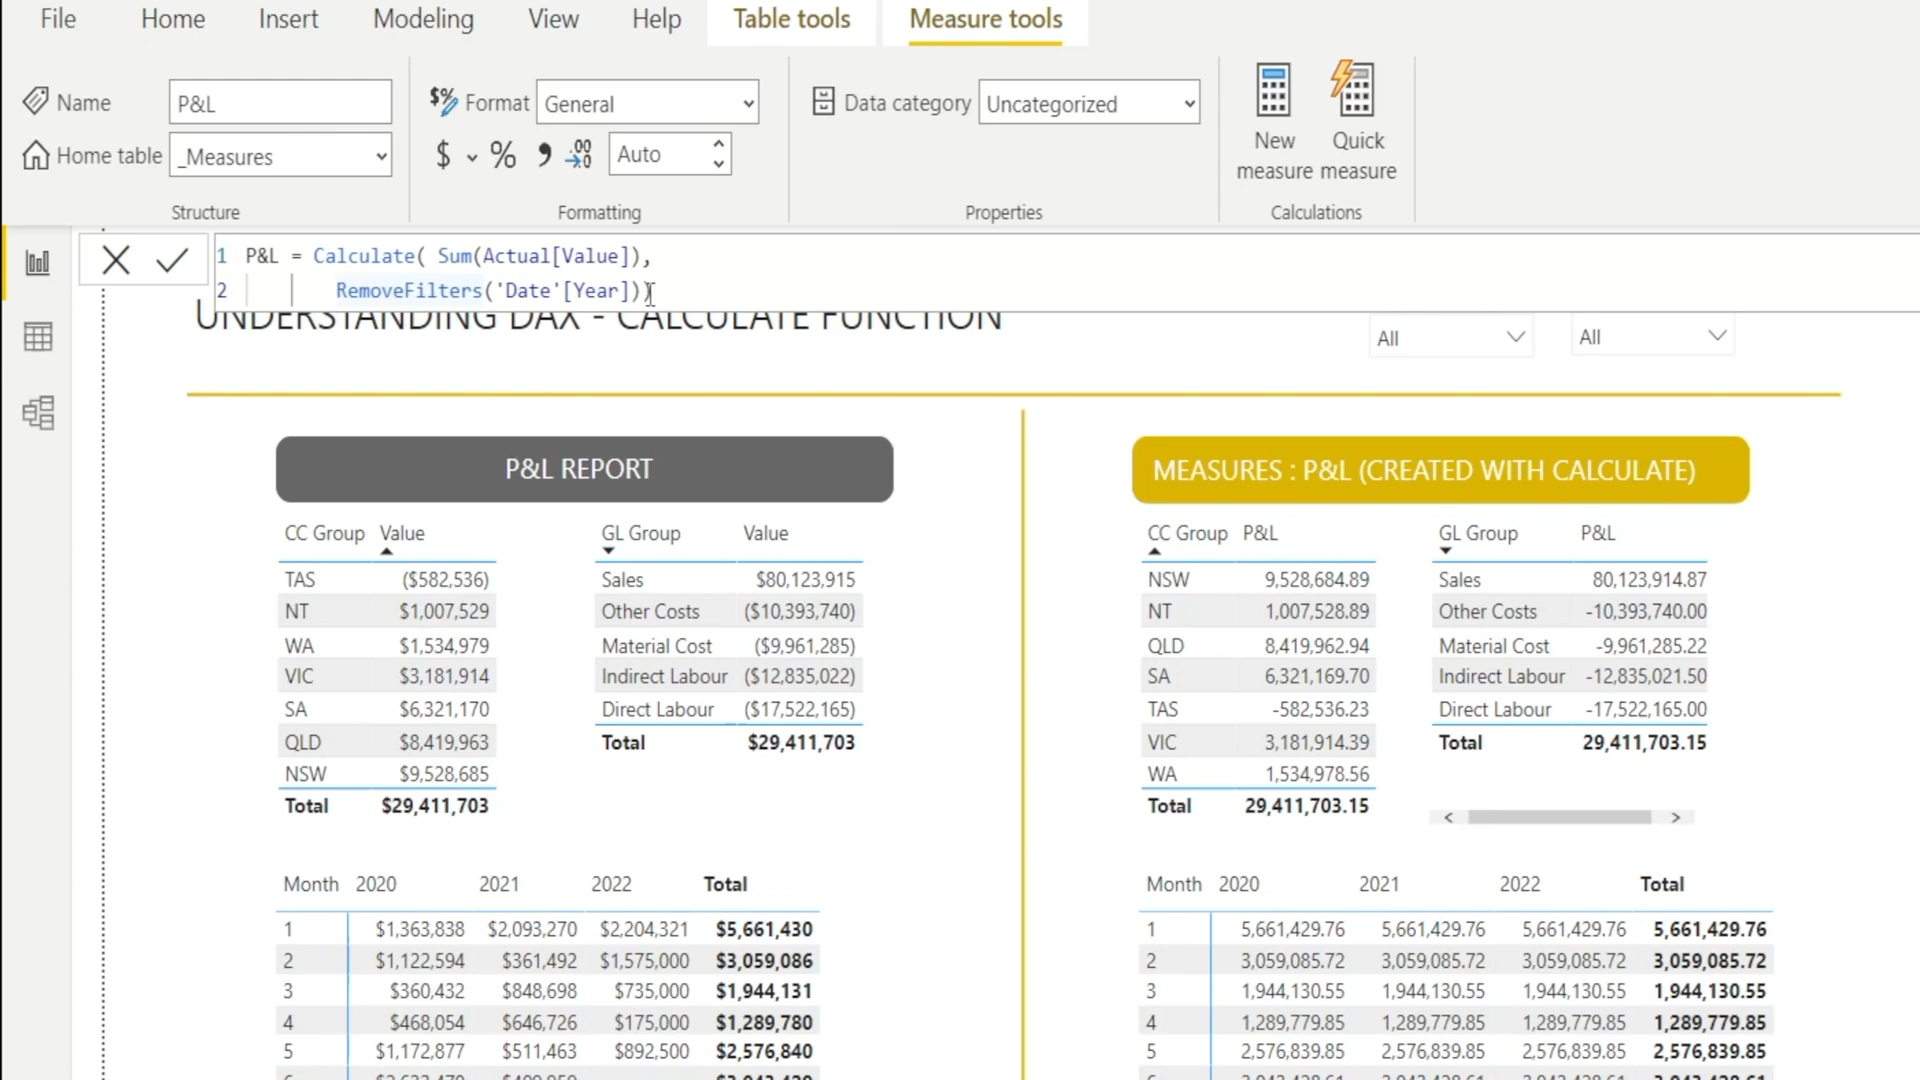 File Home Insert Modeling View Help Table tools Measure tools
Name P&L Format General Data category Uncategorized New measure Quick measure
Home table _Measures $ % , .00 →.0 Auto
Structure Formatting Properties Calculations
1 P&L = Calculate( Sum(Actual[Value]),
2 RemoveFilters('Date'[Year]))
UNDERSTANDING DAX - CALCULATE FUNCTION
All All
P&L REPORT
CC Group Value
TAS ($582,536)
NT $1,007,529
WA $1,534,979
VIC $3,181,914
SA $6,321,170
QLD $8,419,963
NSW $9,528,685
Total $29,411,703
GL Group Value
Sales $80,123,915
Other Costs ($10,393,740)
Material Cost ($9,961,285)
Indirect Labour ($12,835,022)
Direct Labour ($17,522,165)
Total $29,411,703
Month 2020 2021 2022 Total
1 $1,363,838 $2,093,270 $2,204,321 $5,661,430
2 $1,122,594 $361,492 $1,575,000 $3,059,086
3 $360,432 $848,698 $735,000 $1,944,131
4 $468,054 $646,726 $175,000 $1,289,780
5 $1,172,877 $511,463 $892,500 $2,576,840
MEASURES : P&L (CREATED WITH CALCULATE)
CC Group P&L
NSW 9,528,684.89
NT 1,007,528.89
QLD 8,419,962.94
SA 6,321,169.70
TAS -582,536.23
VIC 3,181,914.39
WA 1,534,978.56
Total 29,411,703.15
GL Group P&L
Sales 80,123,914.87
Other Costs -10,393,740.00
Material Cost -9,961,285.22
Indirect Labour -12,835,021.50
Direct Labour -17,522,165.00
Total 29,411,703.15
Month 2020 2021 2022 Total
1 5,661,429.76 5,661,429.76 5,661,429.76 5,661,429.76
2 3,059,085.72 3,059,085.72 3,059,085.72 3,059,085.72
3 1,944,130.55 1,944,130.55 1,944,130.55 1,944,130.55
4 1,289,779.85 1,289,779.85 1,289,779.85 1,289,779.85
5 2,576,839.85 2,576,839.85 2,576,839.85 2,576,839.85